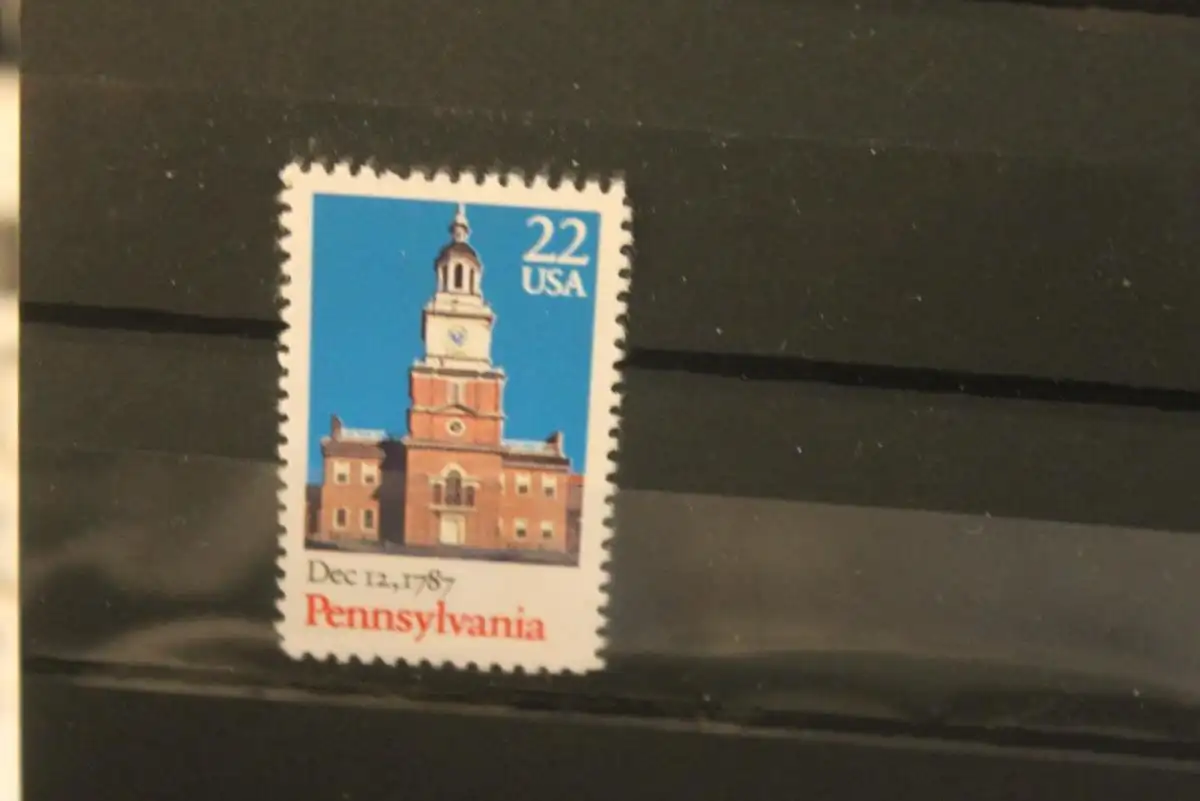 22
USA
Dec 12, 1787
Pennsylvania